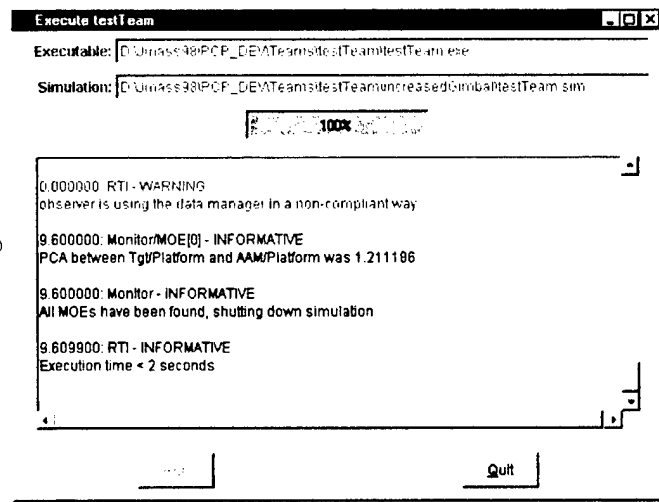 Execute testTeam
Executable: D:\Jmass98\PCP_DEV\Teams\testTeam\testTeam.exe
Simulation: D:\Jmass98\PCP_DEV\Teams\testTeam\increasedGimbal\testTeam.sim
100%
0.000000: RTI - WARNING
observer is using the data manager in a non-compliant way
9.600000: Monitor/MOE[0] - INFORMATIVE
PCA between Tgt/Platform and AAM/Platform was 1.211186
9.600000: Monitor - INFORMATIVE
All MOEs have been found, shutting down simulation
9.609900: RTI - INFORMATIVE
Execution time < 2 seconds
Quit